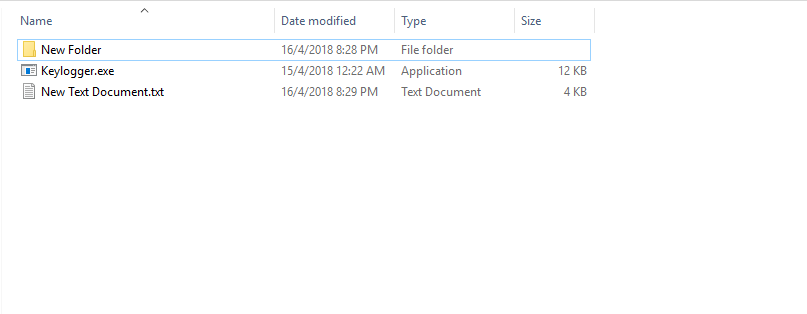 Name Date modified Type Size
New Folder 16/4/2018 8:28 PM File folder
Keylogger.exe 15/4/2018 12:22 AM Application 12 KB
New Text Document.txt 16/4/2018 8:29 PM Text Document 4 KB